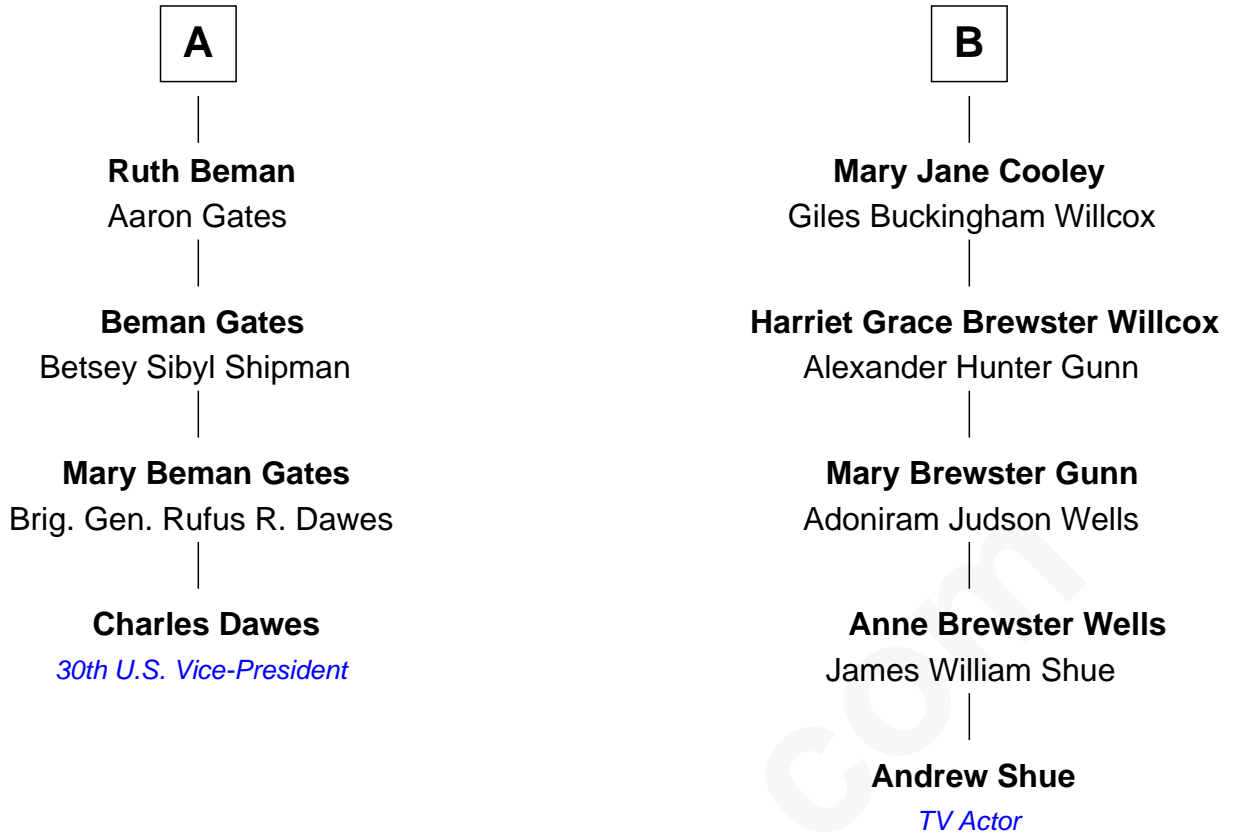 A
Ruth Beman
Aaron Gates
Beman Gates
Betsey Sibyl Shipman
Mary Beman Gates
Brig. Gen. Rufus R. Dawes
Charles Dawes
30th U.S. Vice-President
B
Mary Jane Cooley
Giles Buckingham Willcox
Harriet Grace Brewster Willcox
Alexander Hunter Gunn
Mary Brewster Gunn
Adoniram Judson Wells
Anne Brewster Wells
James William Shue
Andrew Shue
TV Actor
com